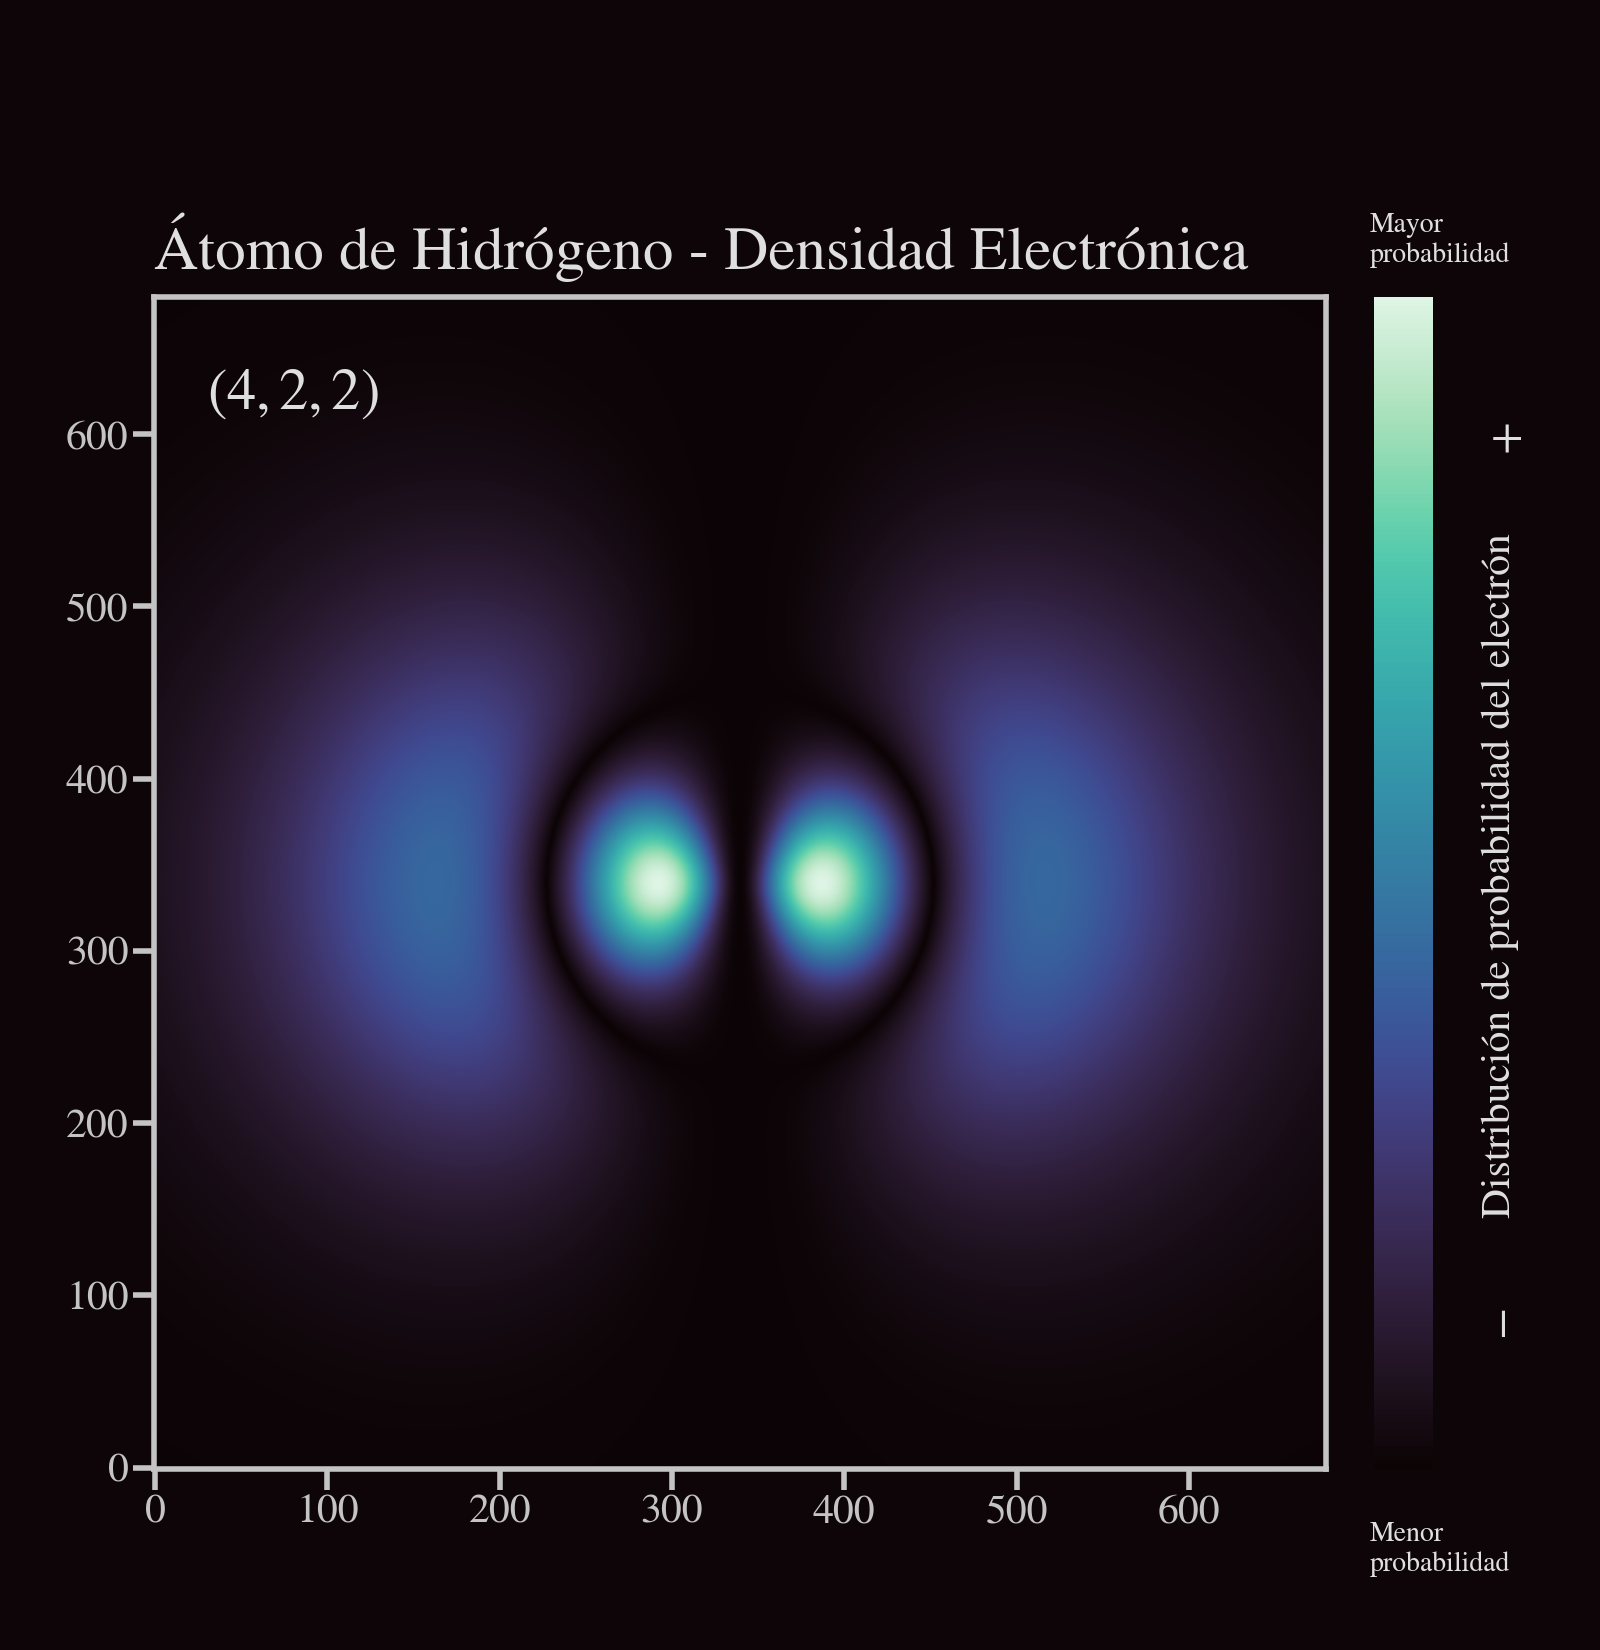 Átomo de Hidrógeno - Densidad Electrónica
Mayor
probabilidad
(4, 2, 2)
600
500
400
300
200
100
0
0 100 200 300 400 500 600
− Distribución de probabilidad del electrón +
Menor
probabilidad